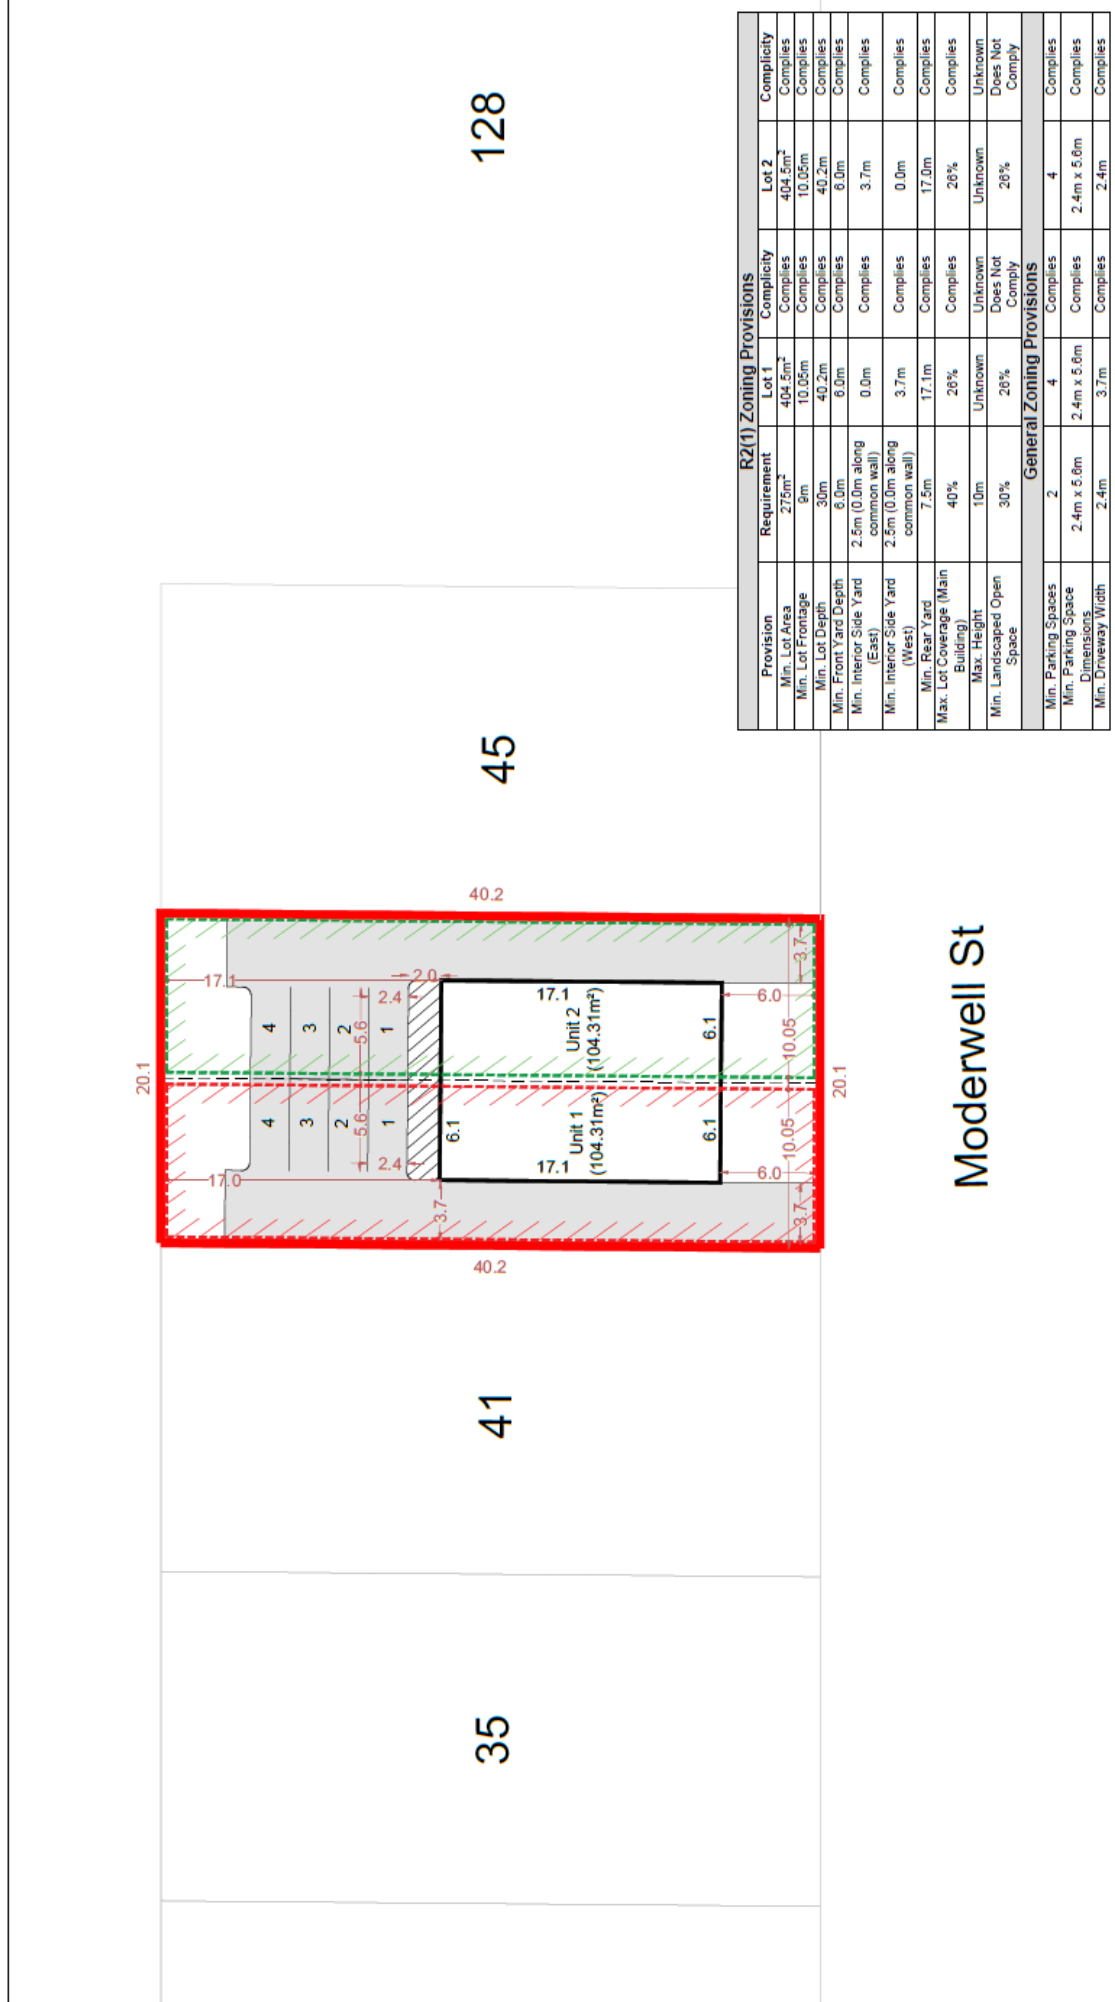 128
45
41
35
Moderwell St
40.2
40.2
20.1
20.1
17.1
17.0
2.0
2.4
2.4
5.6
5.6
4
3
2
1
4
3
2
1
6.1
17.1
Unit 1
(104.31m²)
6.1
17.1
Unit 2
(104.31m²)
6.1
3.7
3.7
3.7
6.0
6.0
10.05
10.05
R2(1) Zoning Provisions
Provision Requirement Lot 1 Complicity Lot 2 Complicity
Min. Lot Area 275m² 404.5m² Complies 404.5m² Complies
Min. Lot Frontage 9m 10.05m Complies 10.05m Complies
Min. Lot Depth 30m 40.2m Complies 40.2m Complies
Min. Front Yard Depth 6.0m 6.0m Complies 6.0m Complies
Min. Interior Side Yard (East) 2.5m (0.0m along common wall) 0.0m Complies 3.7m Complies
Min. Interior Side Yard (West) 2.5m (0.0m along common wall) 3.7m Complies 0.0m Complies
Min. Rear Yard 7.5m 17.1m Complies 17.0m Complies
Max. Lot Coverage (Main Building) 40% 26% Complies 26% Complies
Max. Height 10m Unknown Unknown Unknown Unknown
Min. Landscaped Open Space 30% 26% Does Not Comply 26% Does Not Comply
General Zoning Provisions
Min. Parking Spaces 2 4 Complies 4 Complies
Min. Parking Space Dimensions 2.4m x 5.6m 2.4m x 5.6m Complies 2.4m x 5.6m Complies
Min. Driveway Width 2.4m 3.7m Complies 2.4m Complies